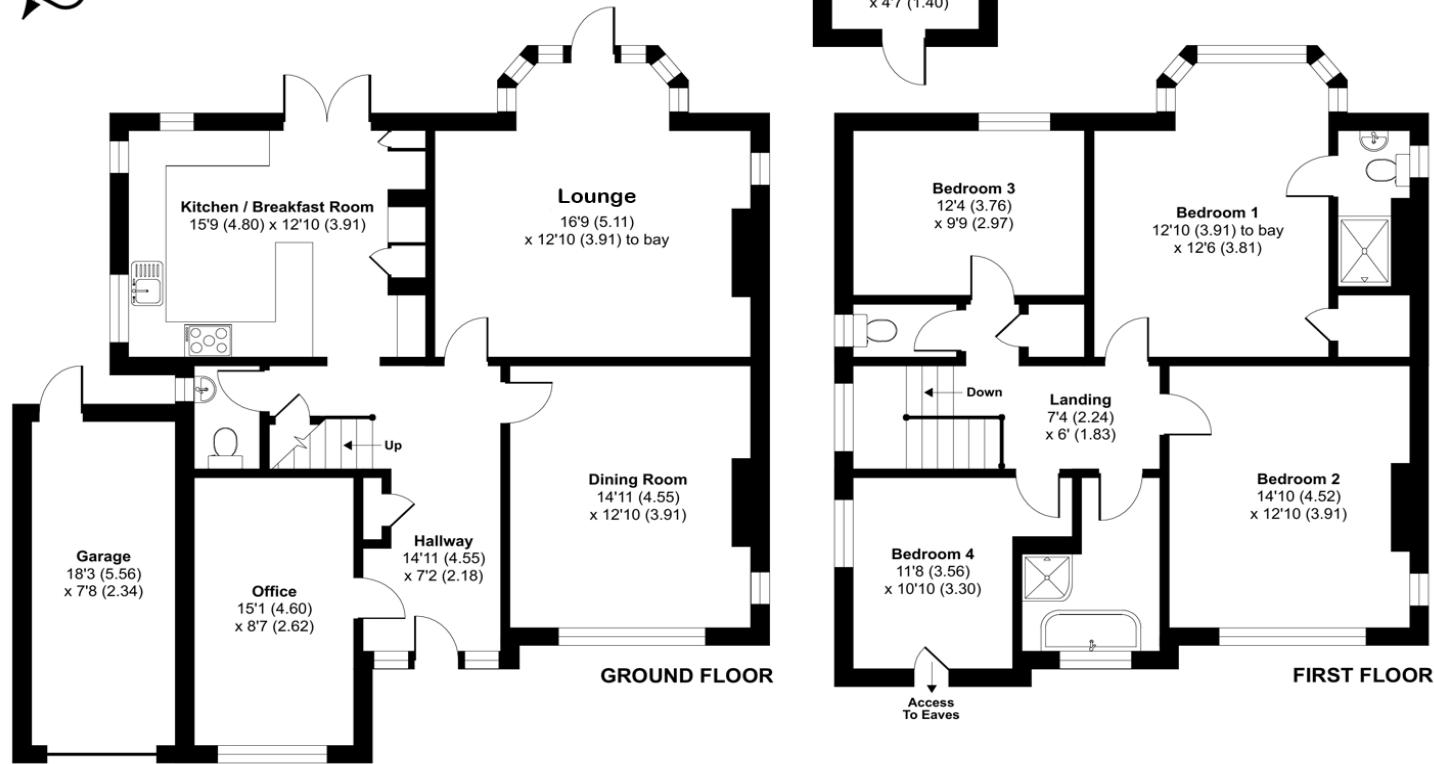 x 4'7 (1.40)
Kitchen / Breakfast Room
15'9 (4.80) x 12'10 (3.91)
Lounge
16'9 (5.11)
x 12'10 (3.91) to bay
Up
Dining Room
14'11 (4.55)
x 12'10 (3.91)
Hallway
14'11 (4.55)
x 7'2 (2.18)
Garage
18'3 (5.56)
x 7'8 (2.34)
Office
15'1 (4.60)
x 8'7 (2.62)
GROUND FLOOR
Bedroom 3
12'4 (3.76)
x 9'9 (2.97)
Bedroom 1
12'10 (3.91) to bay
x 12'6 (3.81)
Down
Landing
7'4 (2.24)
x 6' (1.83)
Bedroom 2
14'10 (4.52)
x 12'10 (3.91)
Bedroom 4
11'8 (3.56)
x 10'10 (3.30)
Access
To Eaves
FIRST FLOOR